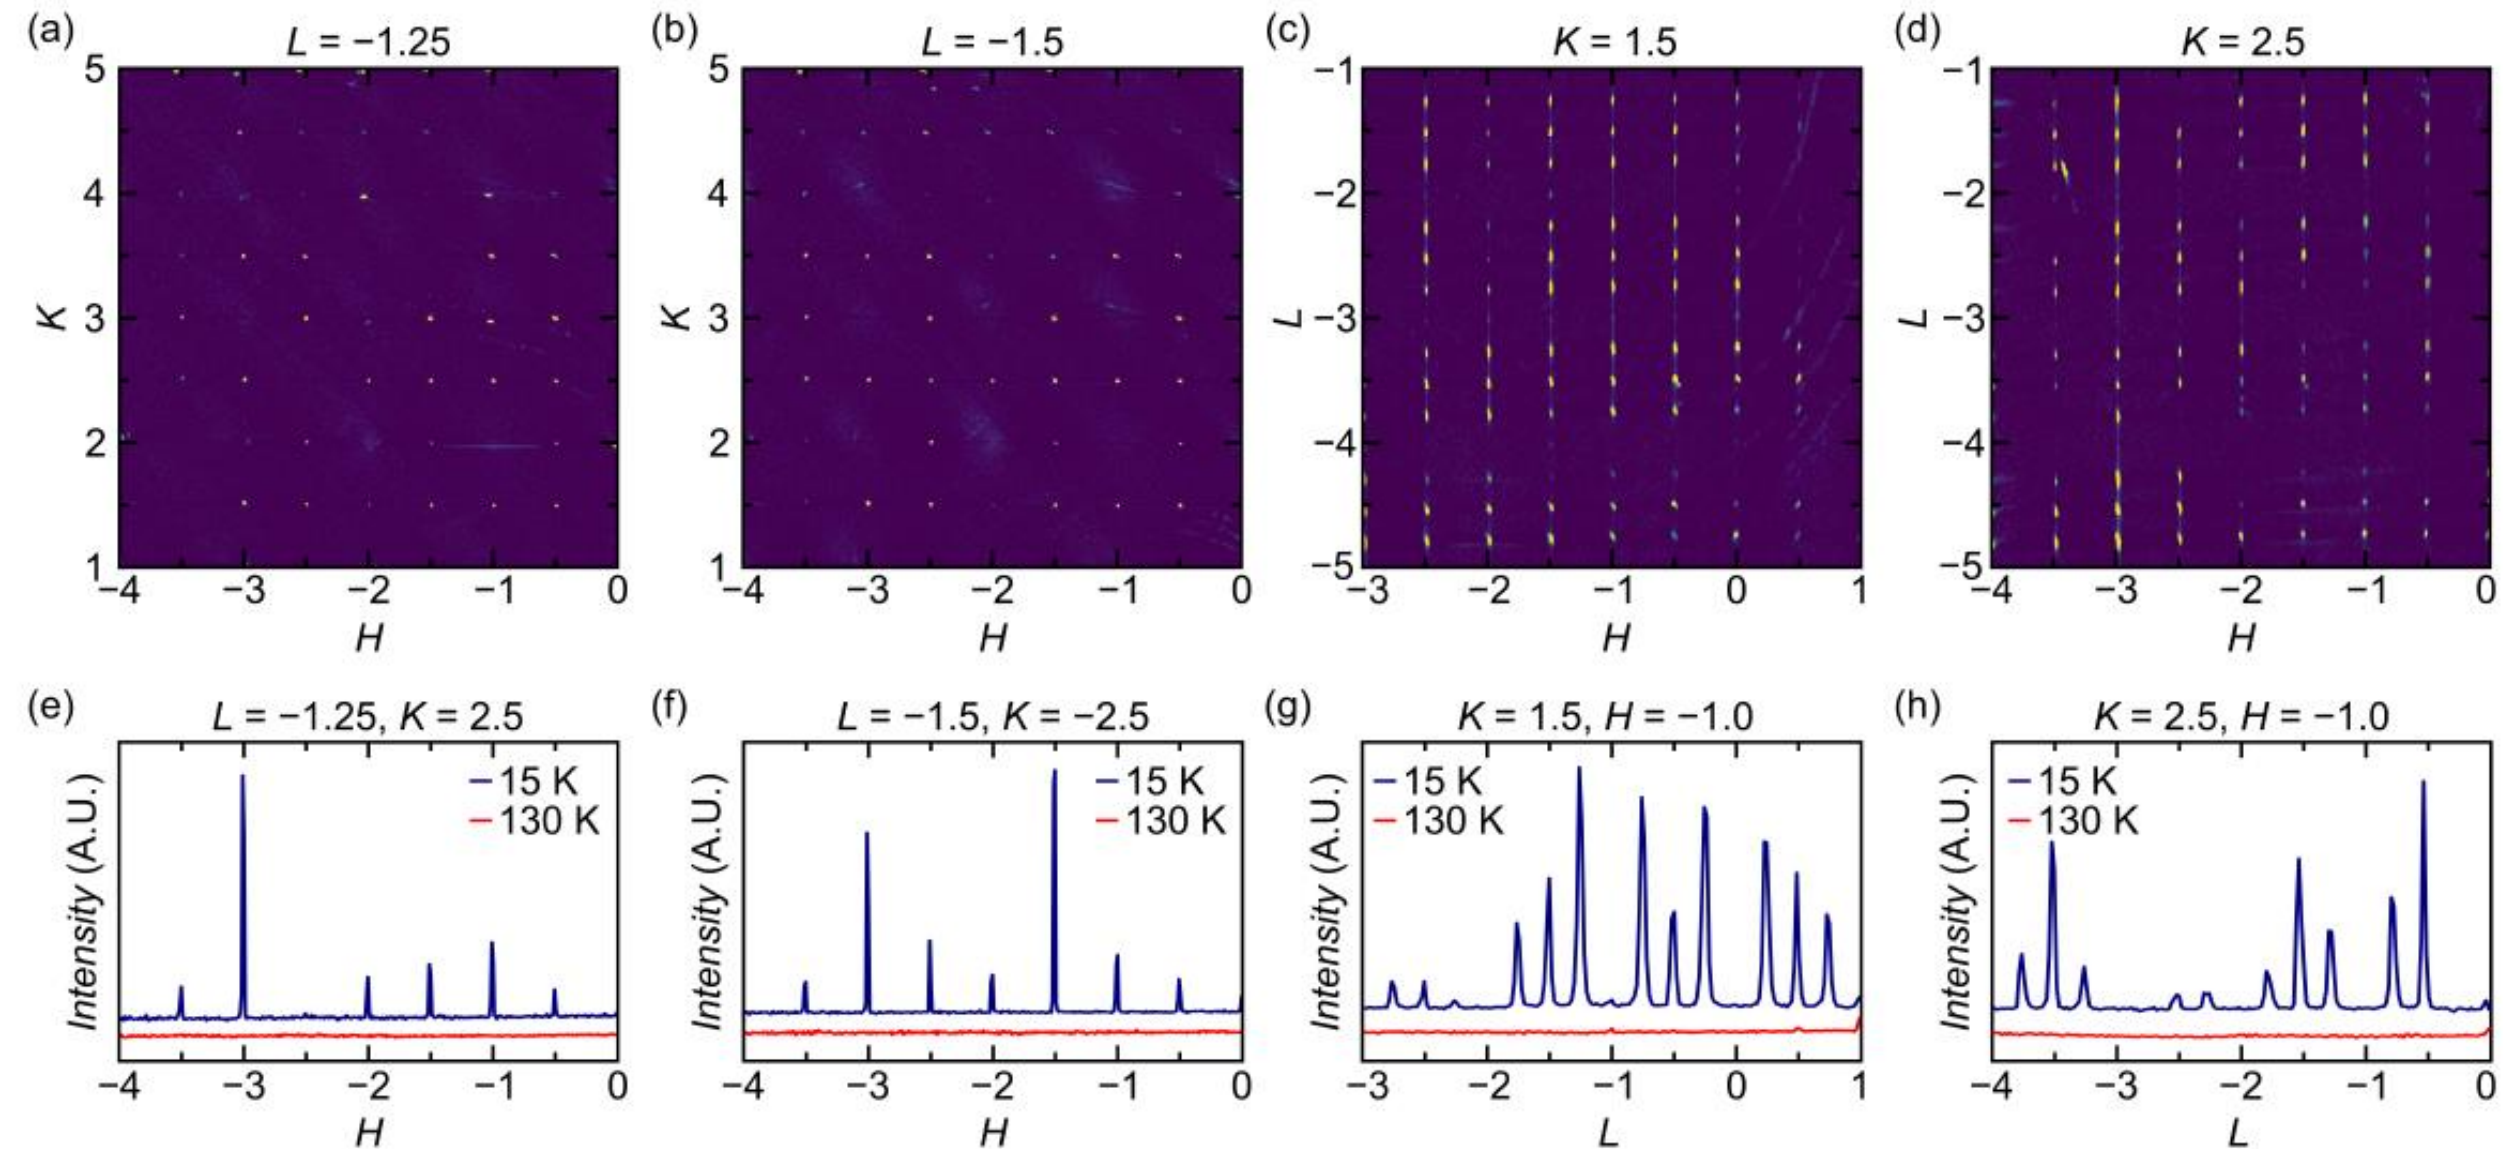 (a)
L = −1.25
5
4
3
2
1
K
−4 −3 −2 −1 0
H
(b)
L = −1.5
5
4
3
2
1
K
−4 −3 −2 −1 0
H
(c)
K = 1.5
−1
−2
−3
−4
−5
L
−3 −2 −1 0 1
H
(d)
K = 2.5
−1
−2
−3
−4
−5
L
−4 −3 −2 −1 0
H
(e)
L = −1.25, K = 2.5
15 K
130 K
Intensity (A.U.)
−4 −3 −2 −1 0
H
(f)
L = −1.5, K = −2.5
15 K
130 K
Intensity (A.U.)
−4 −3 −2 −1 0
H
(g)
K = 1.5, H = −1.0
15 K
130 K
Intensity (A.U.)
−3 −2 −1 0 1
L
(h)
K = 2.5, H = −1.0
15 K
130 K
Intensity (A.U.)
−4 −3 −2 −1 0
L